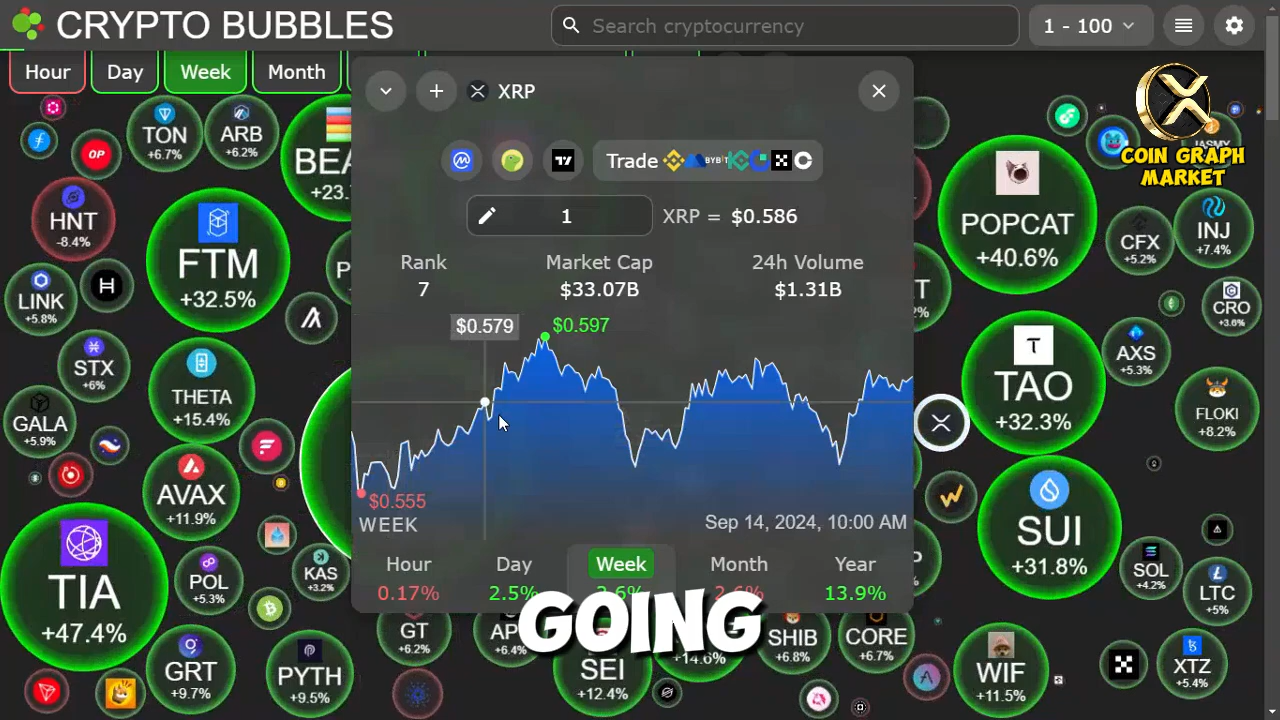 CRYPTO BUBBLES
Search cryptocurrency
1 - 100
Hour
Day
Week
Month
XRP
Trade
BYBIT
1
XRP = $0.586
Rank
Market Cap
24h Volume
7
$33.07B
$1.31B
$0.579
$0.597
$0.555
WEEK
Sep 14, 2024, 10:00 AM
Hour
Day
Week
Month
Year
0.17%
2.5%
13.9%
GOING
COIN GRAPH
MARKET
TON
+6.7%
ARB
+6.2%
BEA
+23.
OP
HNT
-8.4%
FTM
+32.5%
LINK
+5.8%
STX
+6%
THETA
+15.4%
GALA
+5.9%
AVAX
+11.9%
TIA
+47.4%
POL
+5.3%
KAS
+3.2%
GRT
+9.7%
PYTH
+9.5%
GT
+6.2%
+6.4%
SEI
+12.4%
+14.6%
SHIB
+6.8%
CORE
+6.7%
WIF
+11.5%
XTZ
+5.4%
LTC
+5%
SOL
+4.2%
SUI
+31.8%
TAO
+32.3%
FLOKI
+8.2%
AXS
+5.3%
CRO
+3.6%
CFX
+5.2%
INJ
+7.4%
POPCAT
+40.6%
JASMY